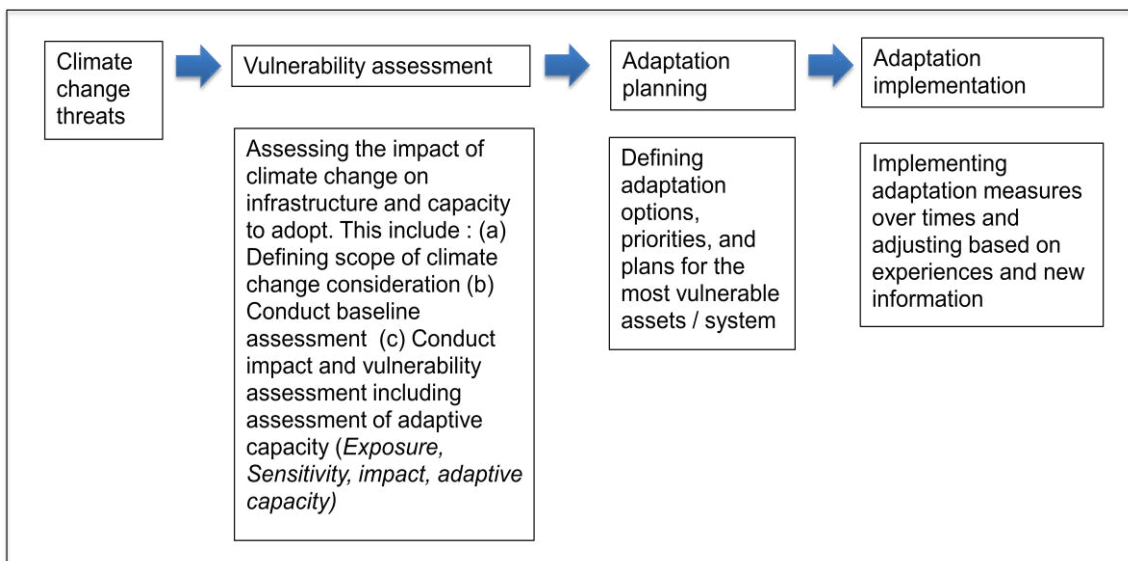 Climate
change
threats
Vulnerability assessment
Adaptation
planning
Adaptation
implementation
Assessing the impact of
climate change on
infrastructure and capacity
to adopt. This include : (a)
Defining scope of climate
change consideration (b)
Conduct baseline
assessment  (c) Conduct
impact and vulnerability
assessment including
assessment of adaptive
capacity (Exposure,
Sensitivity, impact, adaptive
capacity)
Defining
adaptation
options,
priorities, and
plans for the
most vulnerable
assets / system
Implementing
adaptation measures
over times and
adjusting based on
experiences and new
information